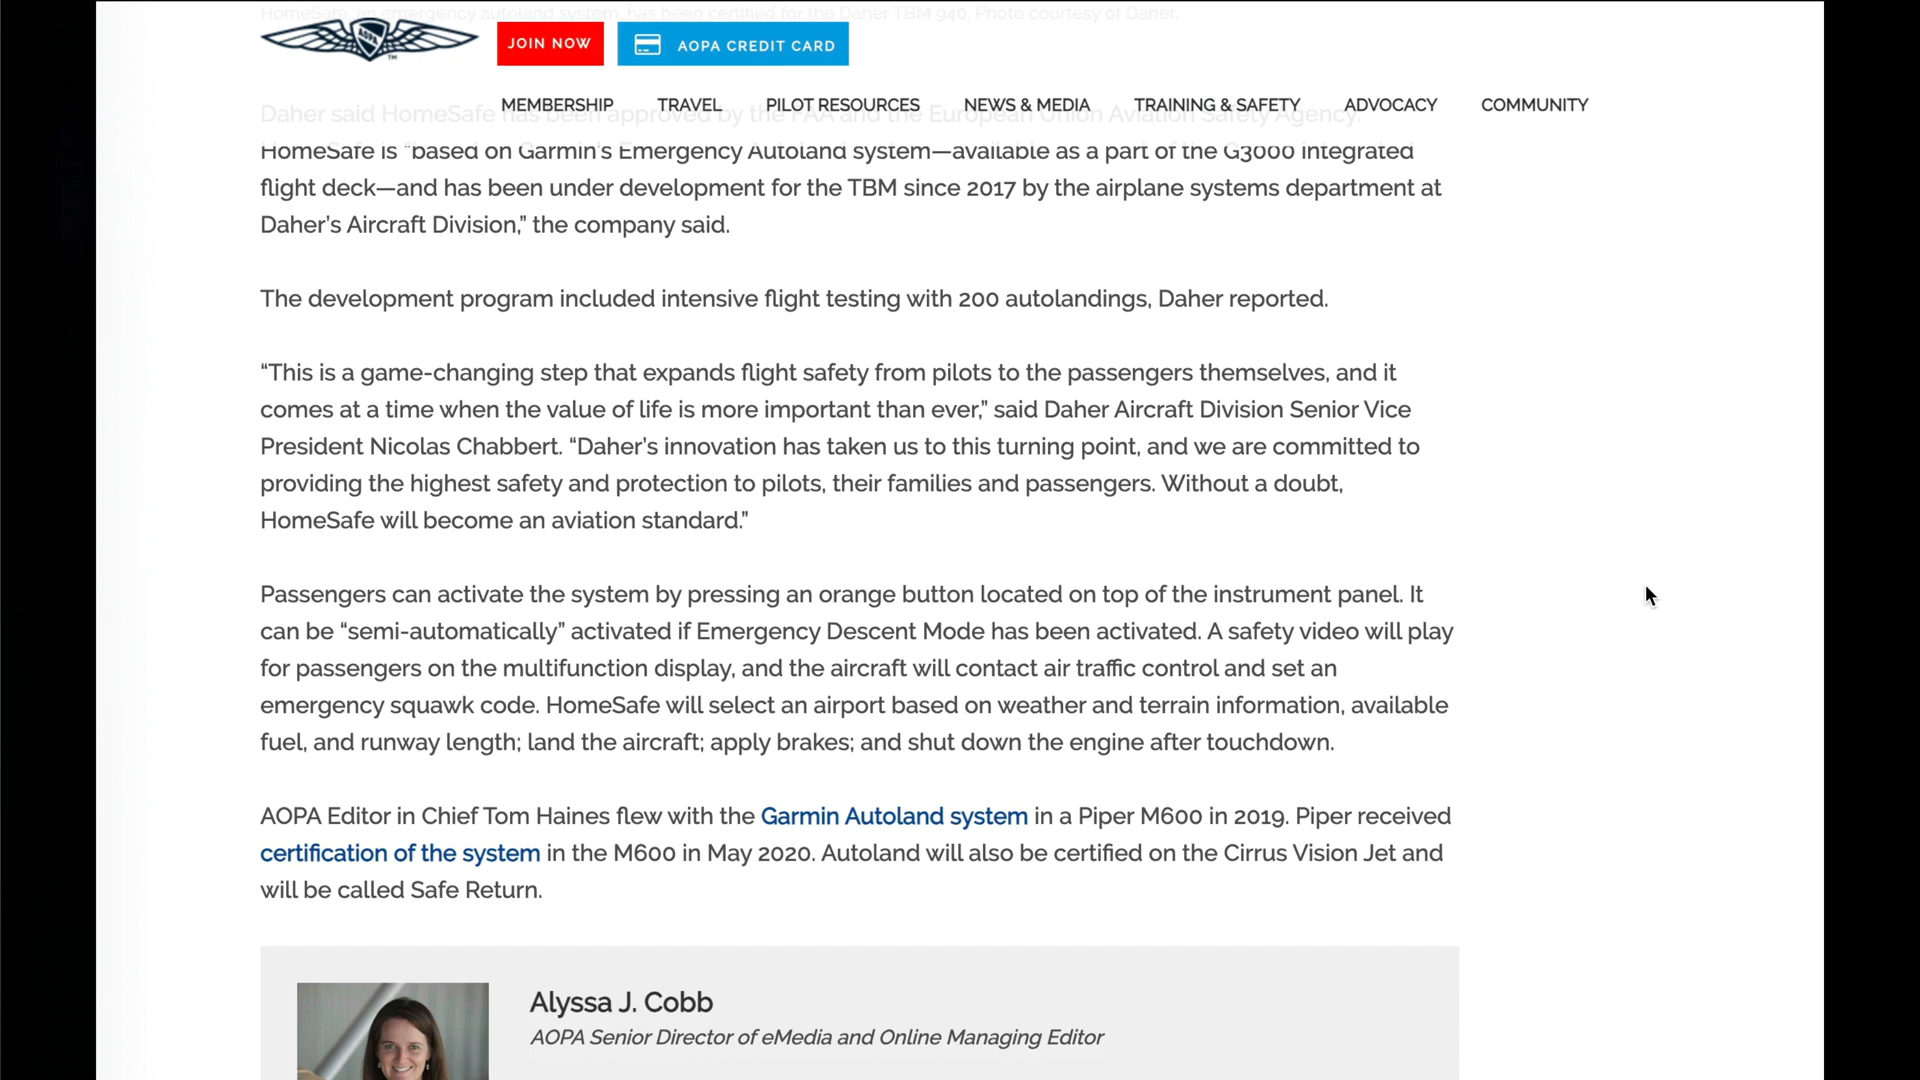 HomeSafe, an emergency autoland system, has been certified for the Daher TBM 940. Photo courtesy of Daher.
AOPA
TM
JOIN NOW
AOPA CREDIT CARD
MEMBERSHIP TRAVEL PILOT RESOURCES NEWS & MEDIA TRAINING & SAFETY ADVOCACY COMMUNITY
Daher said HomeSafe has been approved by the FAA and the European Union Aviation Safety Agency.
HomeSafe is “based on Garmin’s Emergency Autoland system—available as a part of the G3000 integrated
flight deck—and has been under development for the TBM since 2017 by the airplane systems department at
Daher’s Aircraft Division,” the company said.
The development program included intensive flight testing with 200 autolandings, Daher reported.
“This is a game-changing step that expands flight safety from pilots to the passengers themselves, and it
comes at a time when the value of life is more important than ever,” said Daher Aircraft Division Senior Vice
President Nicolas Chabbert. “Daher’s innovation has taken us to this turning point, and we are committed to
providing the highest safety and protection to pilots, their families and passengers. Without a doubt,
HomeSafe will become an aviation standard.”
Passengers can activate the system by pressing an orange button located on top of the instrument panel. It
can be “semi-automatically” activated if Emergency Descent Mode has been activated. A safety video will play
for passengers on the multifunction display, and the aircraft will contact air traffic control and set an
emergency squawk code. HomeSafe will select an airport based on weather and terrain information, available
fuel, and runway length; land the aircraft; apply brakes; and shut down the engine after touchdown.
AOPA Editor in Chief Tom Haines flew with the Garmin Autoland system in a Piper M600 in 2019. Piper received
certification of the system in the M600 in May 2020. Autoland will also be certified on the Cirrus Vision Jet and
will be called Safe Return.
Alyssa J. Cobb
AOPA Senior Director of eMedia and Online Managing Editor